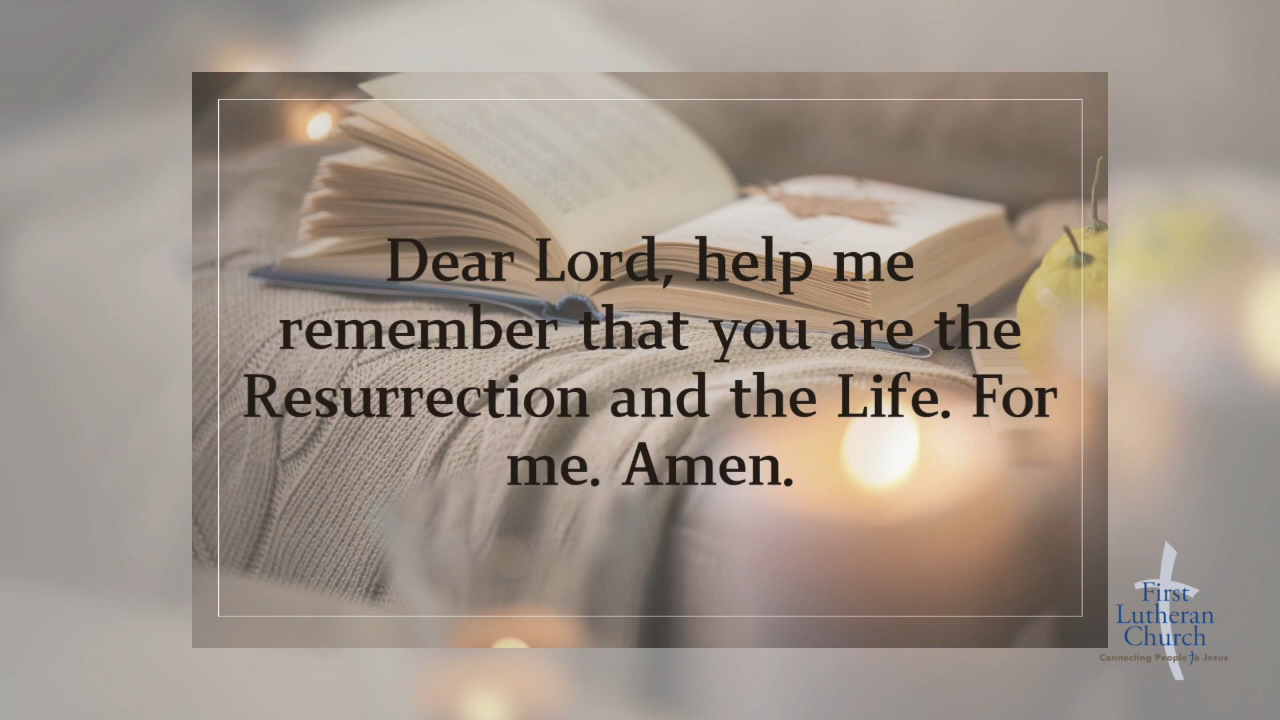 Dear Lord, help me
remember that you are the
Resurrection and the Life. For
me. Amen.
First
Lutheran
Church
Connecting People To Jesus